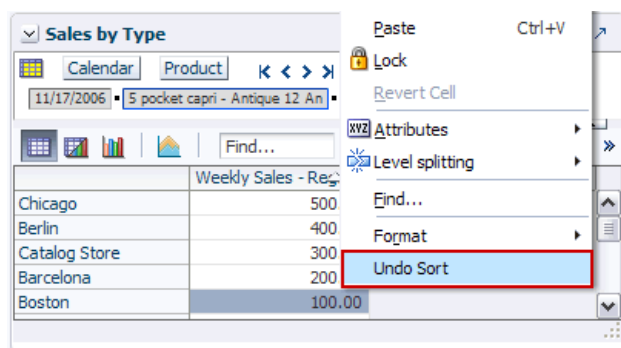 Sales by Type
Calendar Product
11/17/2006 5 pocket capri - Antique 12 An
Find...
Weekly Sales - Reg
Chicago 500
Berlin 400
Catalog Store 300
Barcelona 200
Boston 100.00
Paste Ctrl+V
Lock
Revert Cell
XYZ Attributes
Level splitting
Find...
Format
Undo Sort